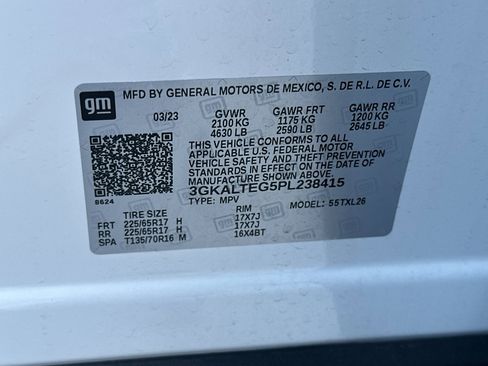 gm
MFD BY GENERAL MOTORS DE MEXICO, S. DE R.L. DE C.V.
03/23 GVWR GAWR FRT GAWR RR
2100 KG 1175 KG 1200 KG
4630 LB 2590 LB 2645 LB
THIS VEHICLE CONFORMS TO ALL APPLICABLE
U.S. FEDERAL MOTOR
VEHICLE SAFETY AND THEFT PREVENTION
STANDARDS IN EFFECT ON THE DATE OF
MANUFACTURE SHOWN ABOVE.
3GKALTEG5PL238415
8624 TYPE: MPV MODEL: 55TXL26
TIRE SIZE RIM
FRT 225/65R17 H 17X7J
RR 225/65R17 H 17X7J
SPA T135/70R16 M 16X4BT